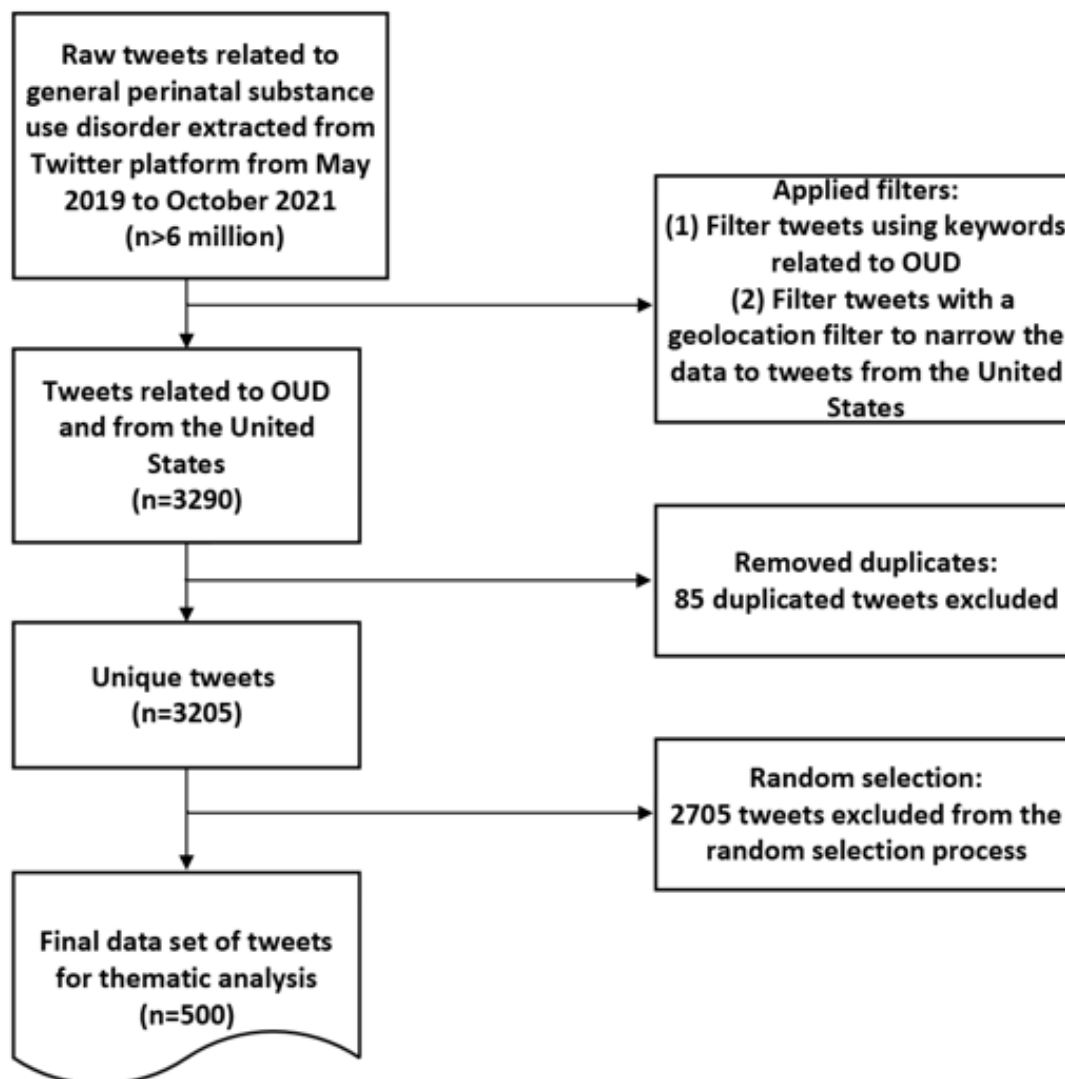 Raw tweets related to
general perinatal substance
use disorder extracted from
Twitter platform from May
2019 to October 2021
(n>6 million)
Applied filters:
(1) Filter tweets using keywords
related to OUD
(2) Filter tweets with a
geolocation filter to narrow the
data to tweets from the United
States
Tweets related to OUD
and from the United
States
(n=3290)
Removed duplicates:
85 duplicated tweets excluded
Unique tweets
(n=3205)
Random selection:
2705 tweets excluded from the
random selection process
Final data set of tweets
for thematic analysis
(n=500)